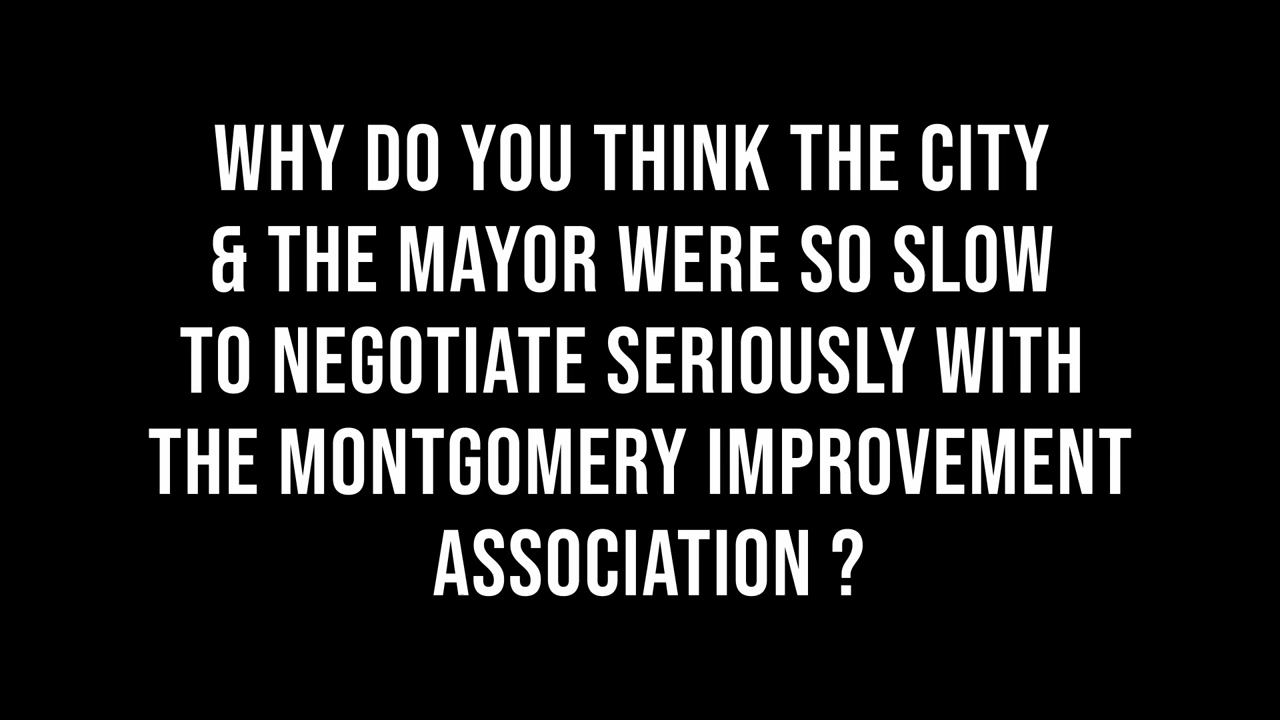 WHY DO YOU THINK THE CITY
& THE MAYOR WERE SO SLOW
TO NEGOTIATE SERIOUSLY WITH
THE MONTGOMERY IMPROVEMENT
ASSOCIATION ?